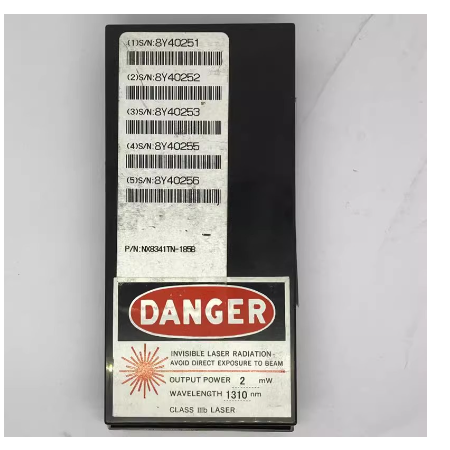 (1)S/N:8Y40251
(2)S/N:8Y40252
(3)S/N:8Y40253
(4)S/N:8Y40255
(5)S/N:8Y40256
P/N:NX8341TN-185B
DANGER
INVISIBLE LASER RADIATION-
AVOID DIRECT EXPOSURE TO BEAM
OUTPUT POWER 2 mW
WAVELENGTH 1310 nm
CLASS IIIb LASER